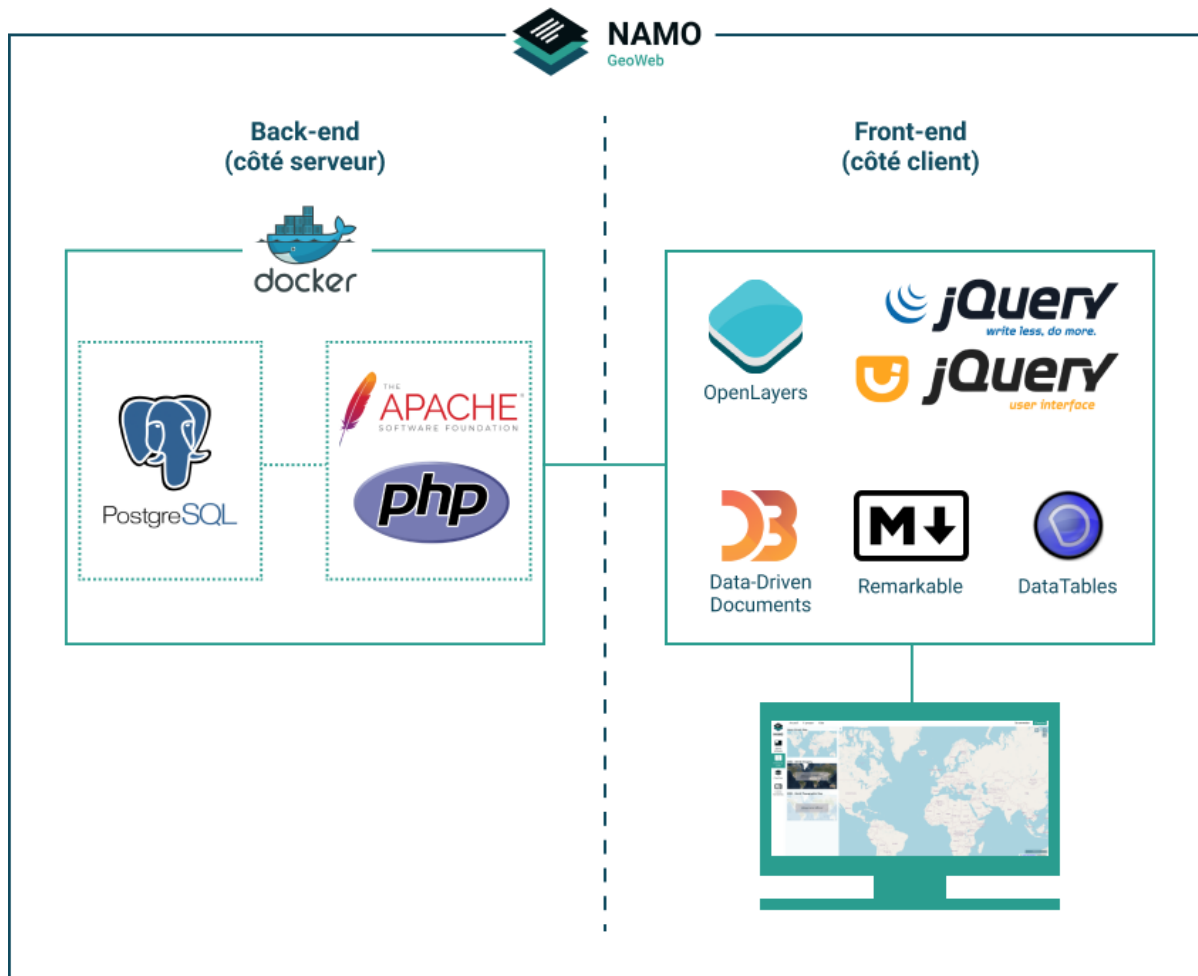 NAMO
GeoWeb
Back-end
(côté serveur)
Front-end
(côté client)
docker
PostgreSQL
THE
APACHE®
SOFTWARE FOUNDATION
php
OpenLayers
jQuery
write less, do more.
jQuery
user interface
D3
Data-Driven
Documents
M
Remarkable
DataTables